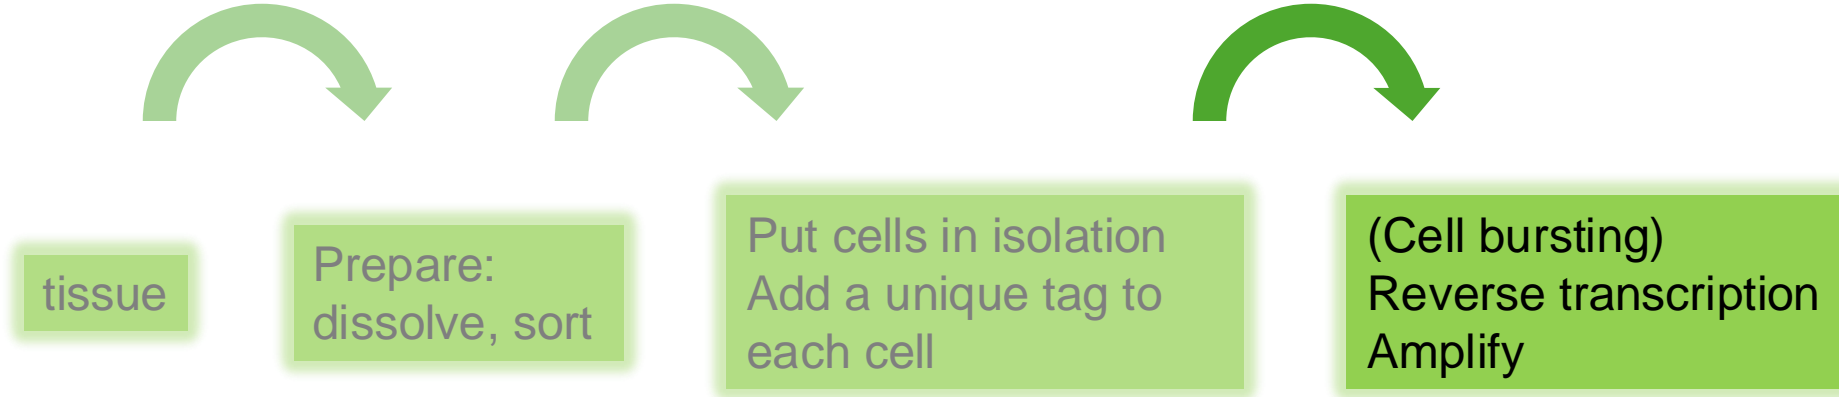 tissue
Prepare:
dissolve, sort
Put cells in isolation
Add a unique tag to
each cell
(Cell bursting)
Reverse transcription
Amplify